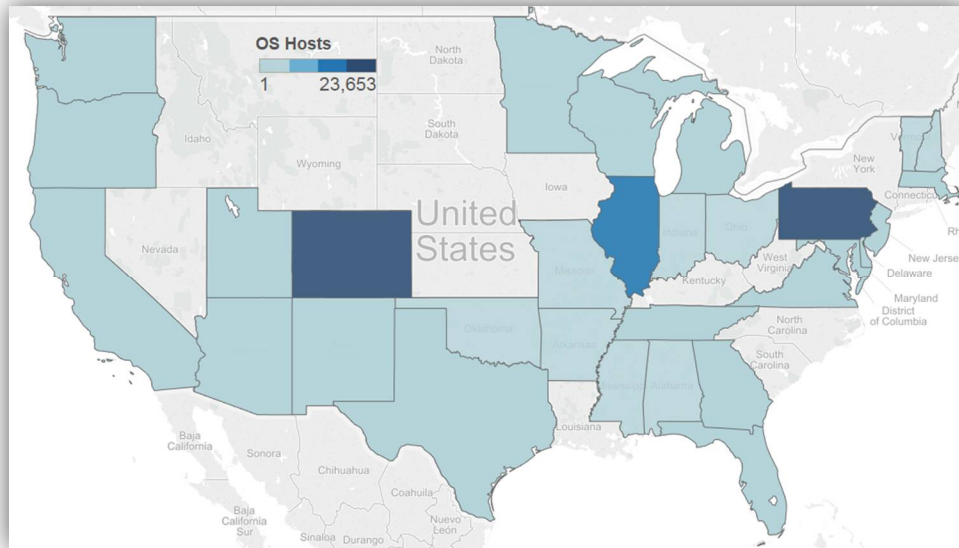 OS Hosts
1 23,653
North
Dakota
South
Dakota
Idaho
Wyoming
Nevada
Iowa
United
States
Missouri
Indiana
Ohio
Kentucky
West
Virginia
New
York
Connecticut
Rh
New Jerse
Delaware
Maryland
District
of Columbia
North
Carolina
South
Carolina
Oklahoma
Arkansas
Mississippi
Alabama
Louisiana
Baja
California
Sonora
Chihuahua
Coahuila
Baja
California
Sur
Sinaloa
Durango
Nuevo
León